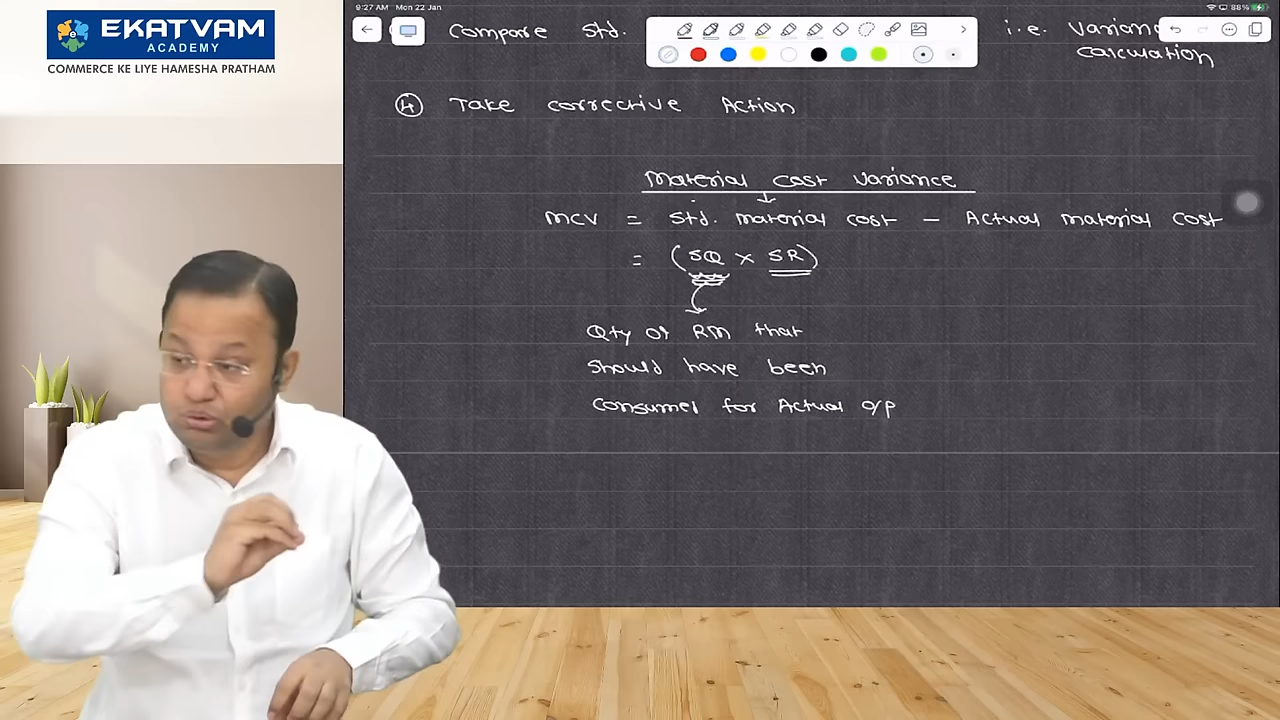 EKATVAM
ACADEMY
COMMERCE KE LIYE HAMESHA PRATHAM
9:27 AM Mon 22 Jan
88%
Compare Std. i.e. Varianc
calculation
4 Take corrective Action
Material Cost Variance
MCV = Std. material cost - Actual material cost
= (SQ × SR)
Qty of RM that
should have been
consumed for Actual o/p